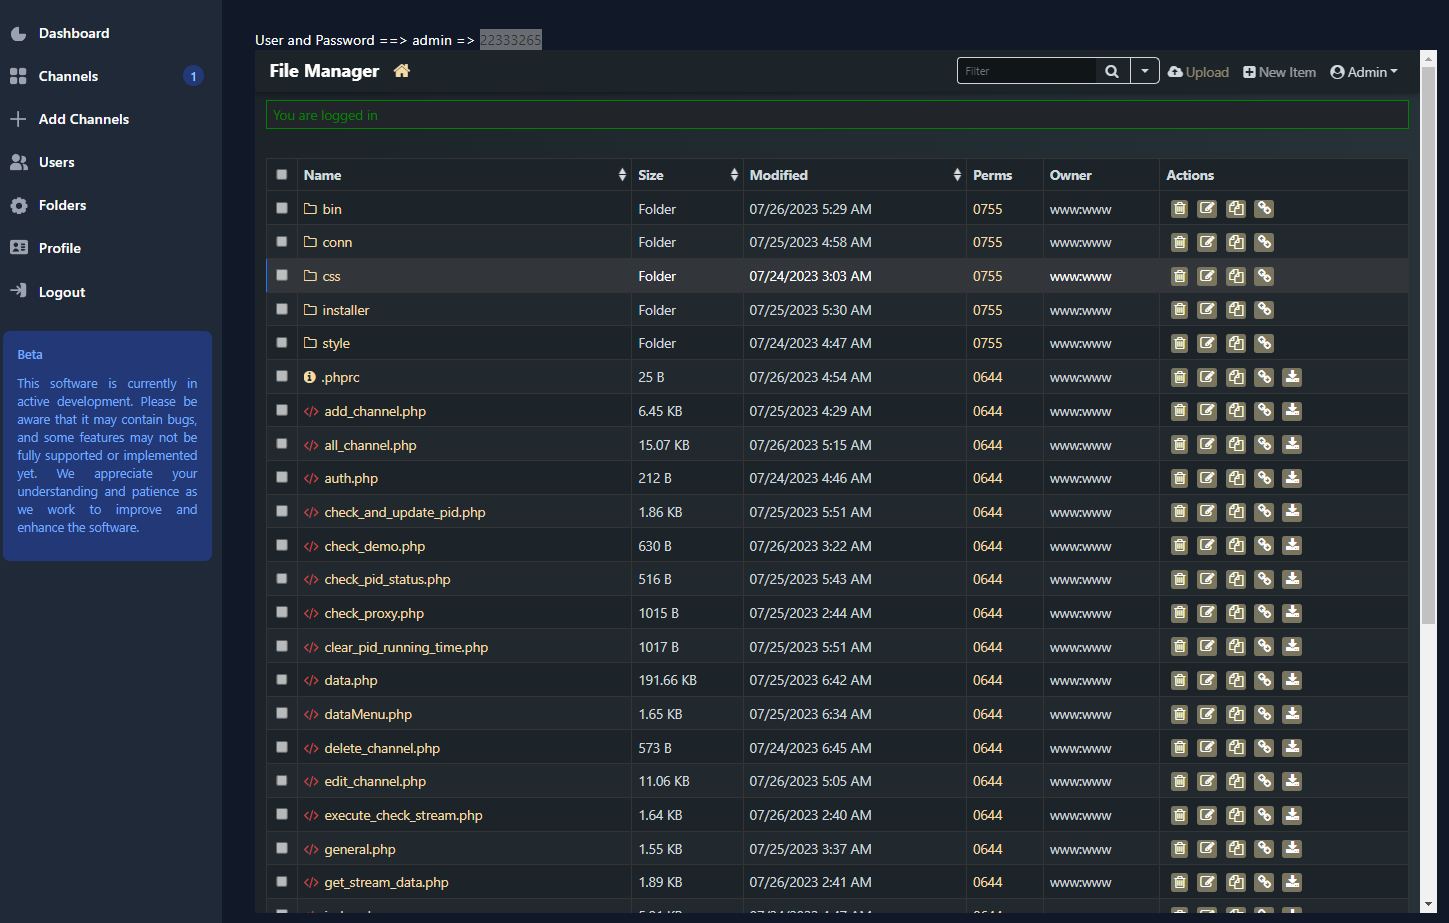 Dashboard
Channels 1
Add Channels
Users
Folders
Profile
Logout
Beta
This software is currently in
active development. Please be
aware that it may contain bugs,
and some features may not be
fully supported or implemented
yet. We appreciate your
understanding and patience as
we work to improve and
enhance the software.
User and Password ==> admin => 22333265
File Manager
Filter
Upload
New Item
Admin
You are logged in
Name Size Modified Perms Owner Actions
bin Folder 07/26/2023 5:29 AM 0755 www:www
conn Folder 07/25/2023 4:58 AM 0755 www:www
css Folder 07/24/2023 3:03 AM 0755 www:www
installer Folder 07/25/2023 5:30 AM 0755 www:www
style Folder 07/24/2023 4:47 AM 0755 www:www
.phprc 25 B 07/26/2023 4:54 AM 0644 www:www
add_channel.php 6.45 KB 07/25/2023 4:29 AM 0644 www:www
all_channel.php 15.07 KB 07/26/2023 5:15 AM 0644 www:www
auth.php 212 B 07/24/2023 4:46 AM 0644 www:www
check_and_update_pid.php 1.86 KB 07/25/2023 5:51 AM 0644 www:www
check_demo.php 630 B 07/26/2023 3:22 AM 0644 www:www
check_pid_status.php 516 B 07/25/2023 5:43 AM 0644 www:www
check_proxy.php 1015 B 07/25/2023 2:44 AM 0644 www:www
clear_pid_running_time.php 1017 B 07/25/2023 5:51 AM 0644 www:www
data.php 191.66 KB 07/25/2023 6:42 AM 0644 www:www
dataMenu.php 1.65 KB 07/25/2023 6:34 AM 0644 www:www
delete_channel.php 573 B 07/24/2023 6:45 AM 0644 www:www
edit_channel.php 11.06 KB 07/26/2023 5:05 AM 0644 www:www
execute_check_stream.php 1.64 KB 07/26/2023 2:40 AM 0644 www:www
general.php 1.55 KB 07/25/2023 3:37 AM 0644 www:www
get_stream_data.php 1.89 KB 07/26/2023 2:41 AM 0644 www:www